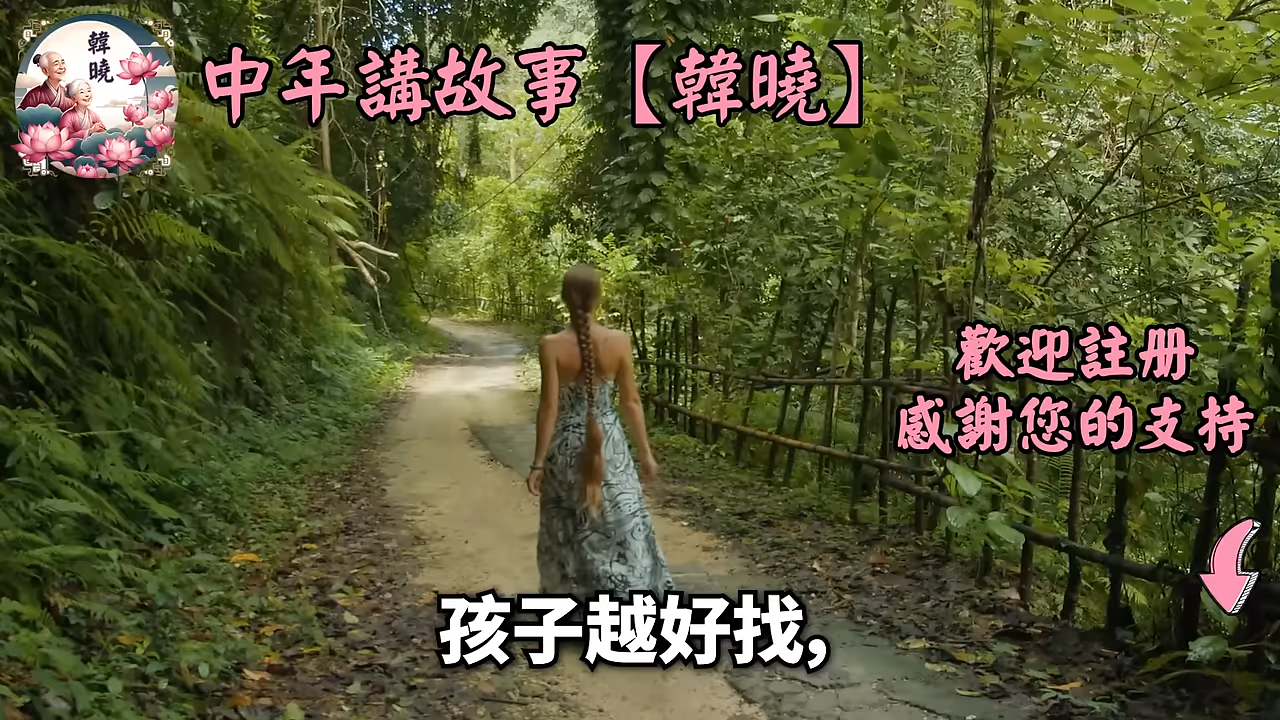 韓
曉
中年講故事【韓曉】
歡迎註册
感謝您的支持
孩子越好找,